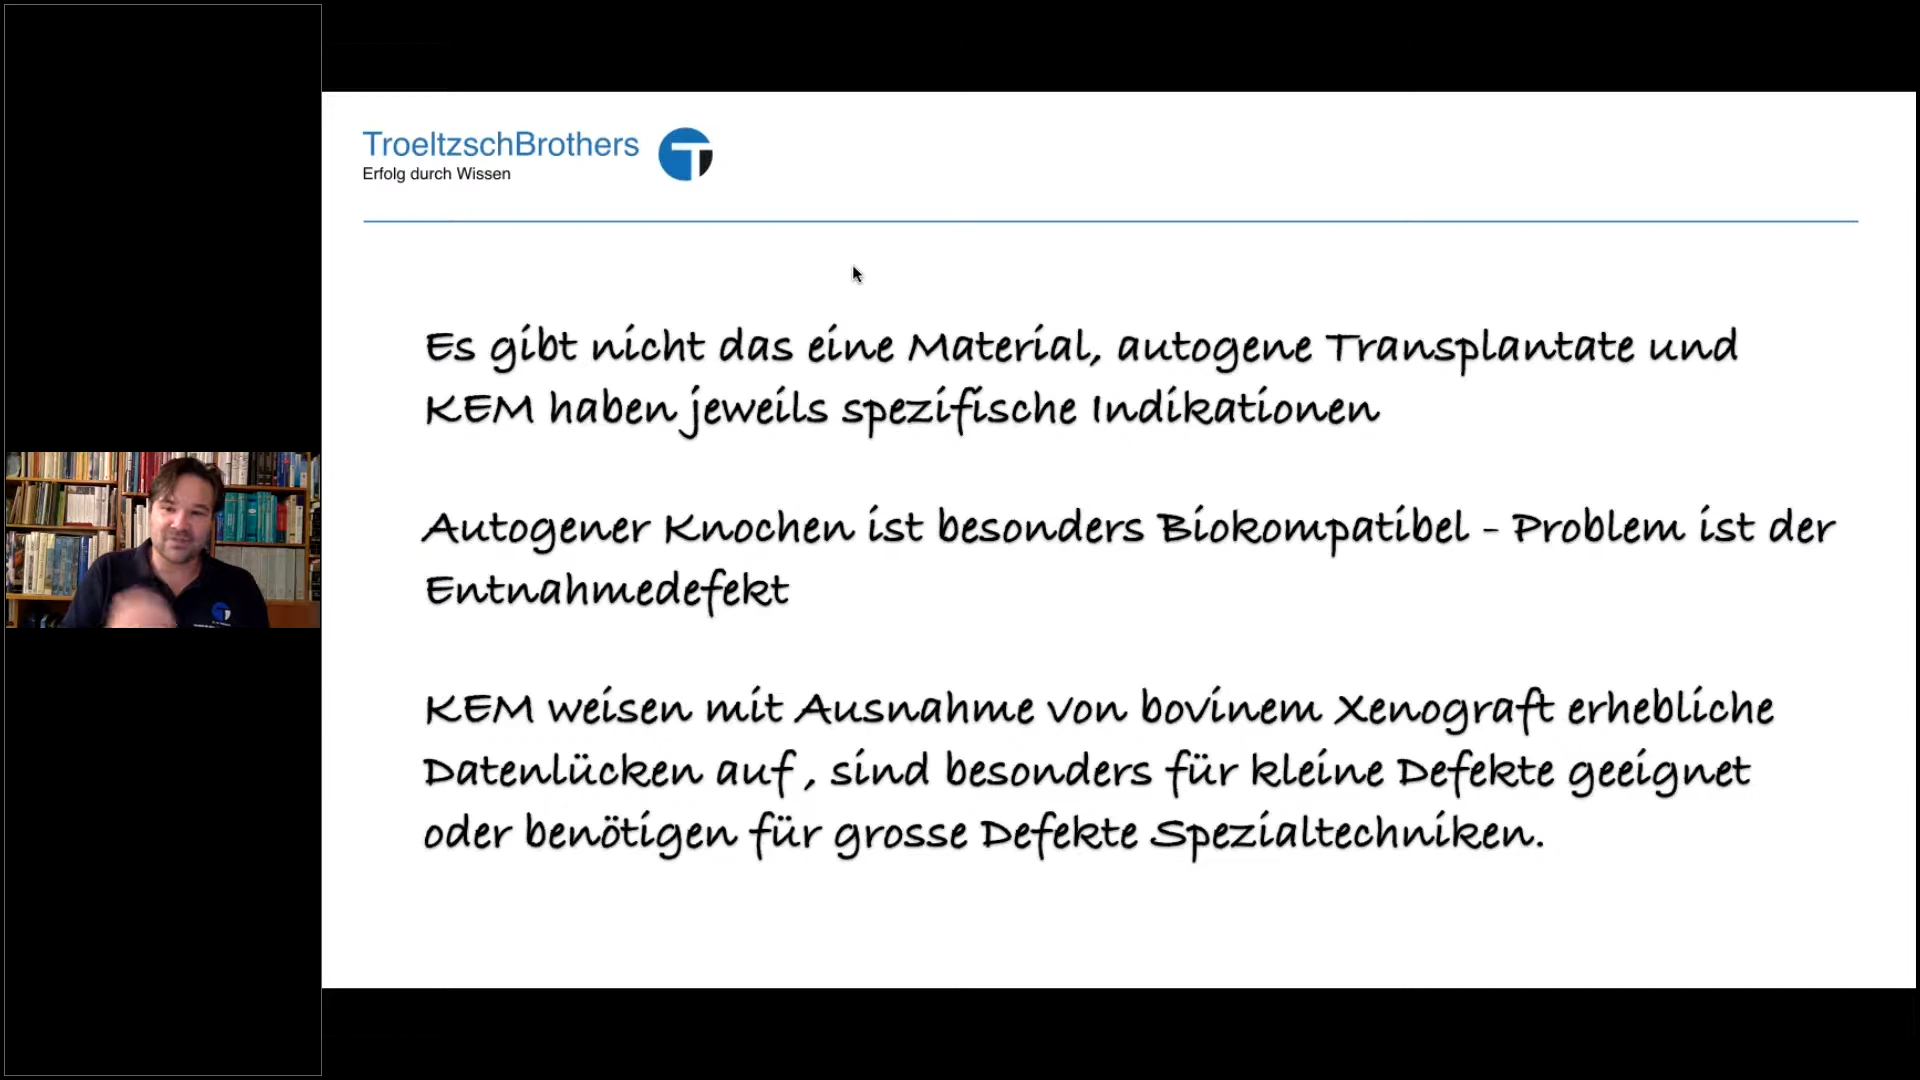 TroeltzschBrothers
Erfolg durch Wissen
Es gibt nicht das eine Material, autogene Transplantate und
KEM haben jeweils spezifische Indikationen
Autogener Knochen ist besonders Biokompatibel - Problem ist der
Entnahmedefekt
KEM weisen mit Ausnahme von bovinem Xenograft erhebliche
Datenlücken auf , sind besonders für kleine Defekte geeignet
oder benötigen für grosse Defekte Spezialtechniken.